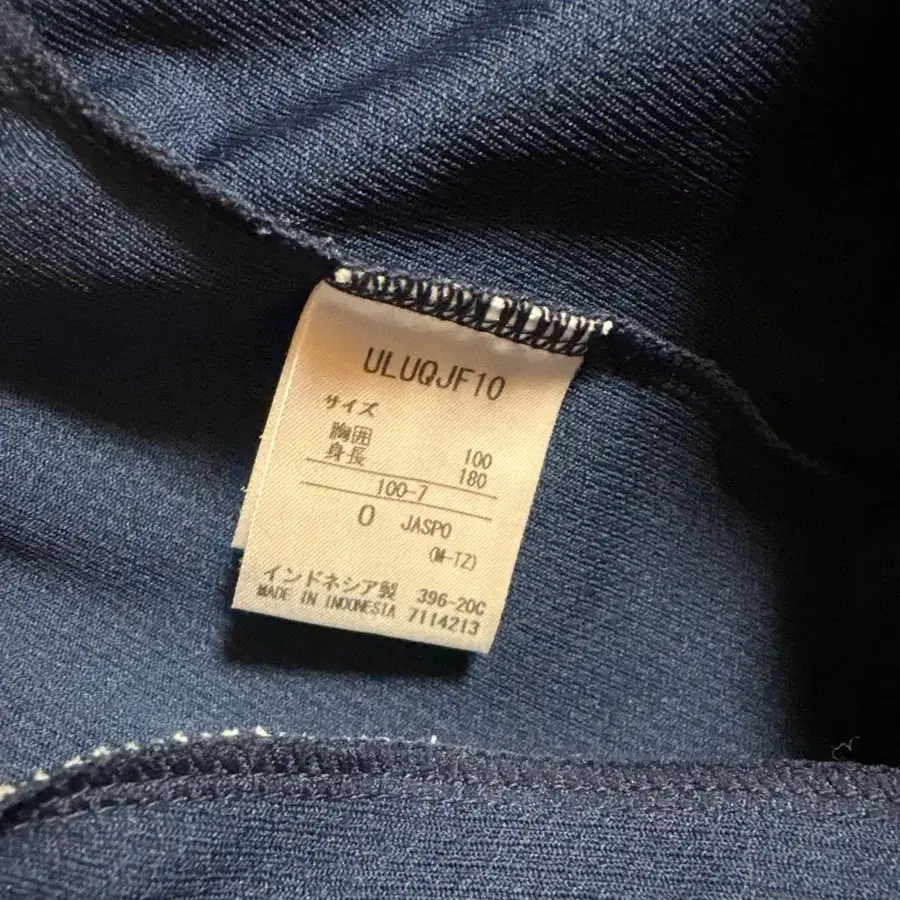 ULUQJF10
サイズ
胸囲 100
身長 180
100-7
O JASPO
(M-TZ)
インドネシア製 396-20C
MADE IN INDONESIA 7114213